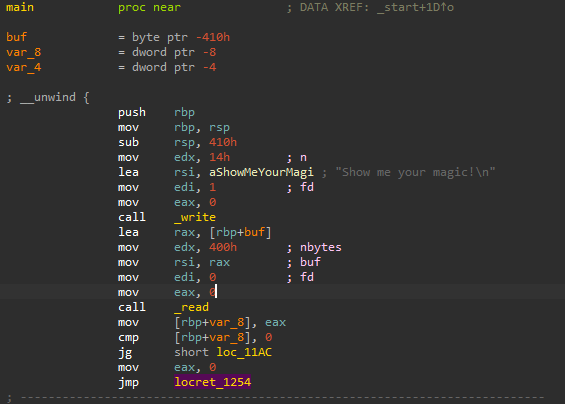 main proc near ; DATA XREF: _start+1D↑o
buf = byte ptr -410h
var_8 = dword ptr -8
var_4 = dword ptr -4
; __unwind {
push rbp
mov rbp, rsp
sub rsp, 410h
mov edx, 14h ; n
lea rsi, aShowMeYourMagi ; "Show me your magic!\n"
mov edi, 1 ; fd
mov eax, 0
call _write
lea rax, [rbp+buf]
mov edx, 400h ; nbytes
mov rsi, rax ; buf
mov edi, 0 ; fd
mov eax, 0
call _read
mov [rbp+var_8], eax
cmp [rbp+var_8], 0
jg short loc_11AC
mov eax, 0
jmp locret_1254
; ---------------------------------------------------------------------------